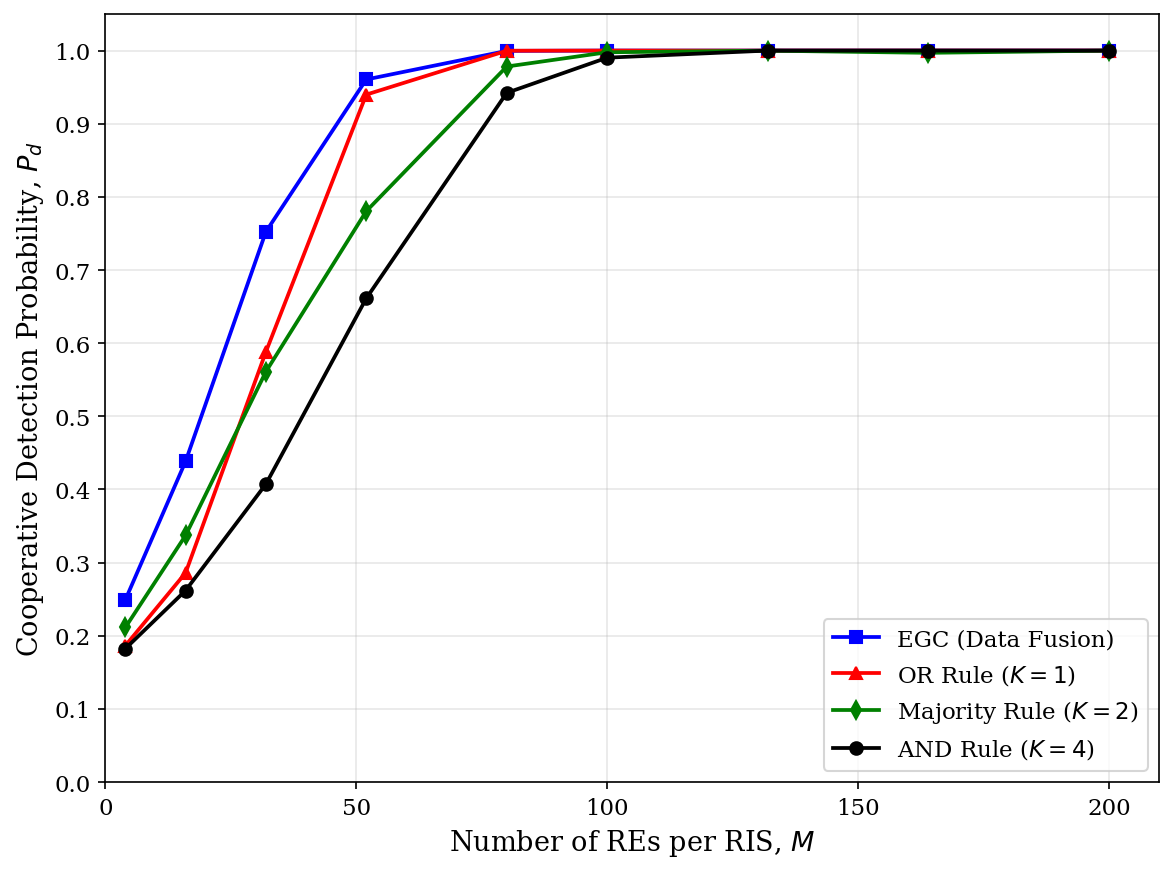 Cooperative Detection Probability, $P_d$
1.0
0.9
0.8
0.7
0.6
0.5
0.4
0.3
0.2
0.1
0.0
EGC (Data Fusion)
OR Rule ($K = 1$)
Majority Rule ($K = 2$)
AND Rule ($K = 4$)
0 50 100 150 200
Number of REs per RIS, $M$